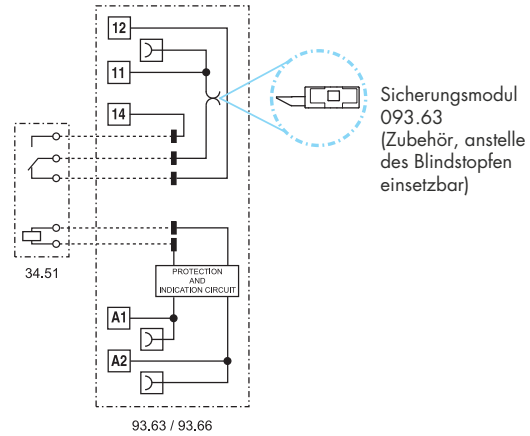 12
11
14
Sicherungsmodul
093.63
(Zubehör, anstelle
des Blindstopfen
einsetzbar)
34.51
PROTECTION
AND
INDICATION CIRCUIT
A1
A2
93.63 / 93.66